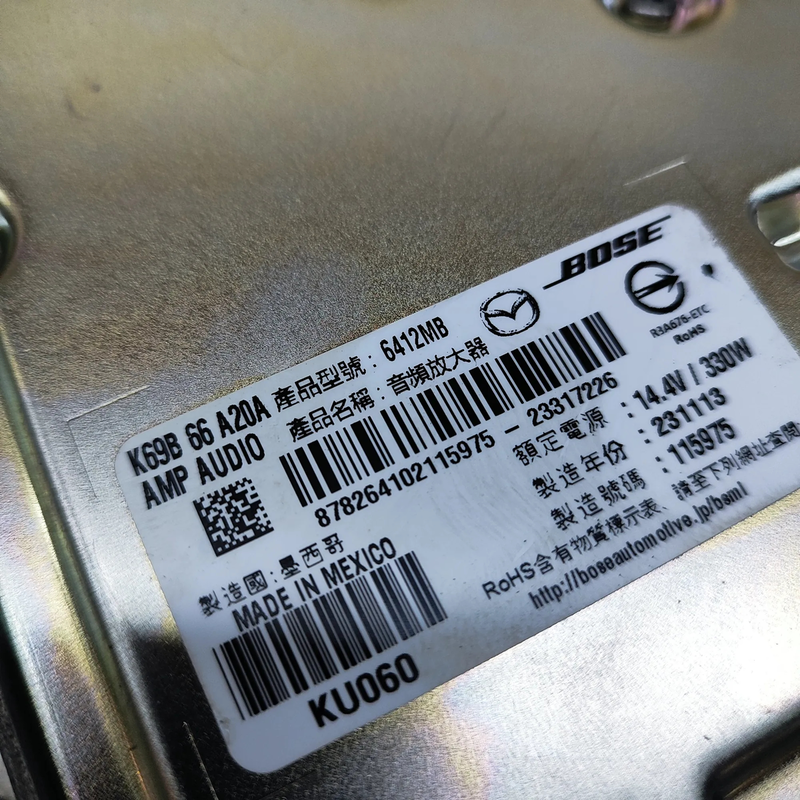 BOSE
K69B 66 A20A 產品型號：6412MB
AMP AUDIO 產品名稱：音頻放大器
R3A676-ETC
RoHS
878264102115975 - 23317226
額定電源：14.4V / 330W
製造年份：231113
製造號碼：115975
製造國：墨西哥
MADE IN MEXICO
RoHS含有物質標示表、請至下列網址查閱
http://boseautomotive.jp/bsmi
KU060